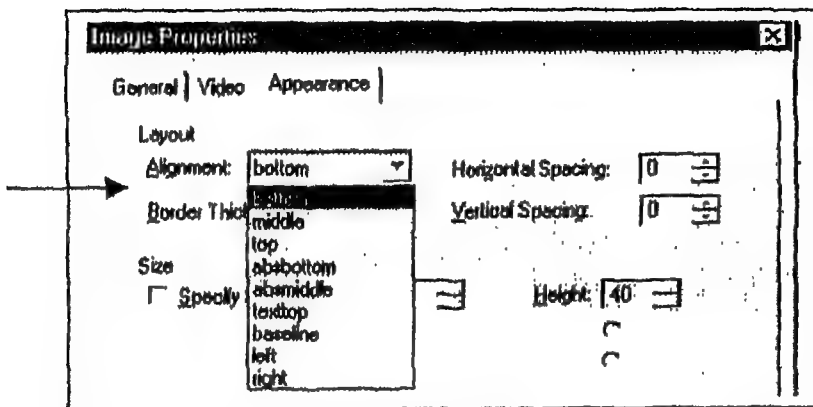 Image Properties
General Video Appearance
Layout
Alignment: bottom Horizontal Spacing: 0
bottom
Border Thick Vertical Spacing: 0
middle
top
Size
absbottom
Specify Height: 40
absmiddle
texttop
baseline
left
right